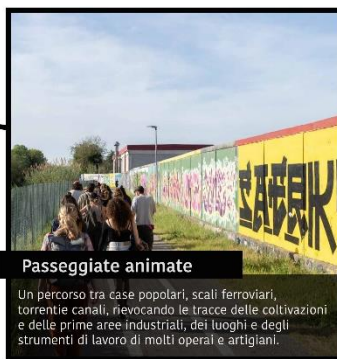 Passeggiate animate
Un percorso tra case popolari, scali ferroviari,
torrentie canali, rievocando le tracce delle coltivazioni
e delle prime aree industriali, dei luoghi e degli
strumenti di lavoro di molti operai e artigiani.